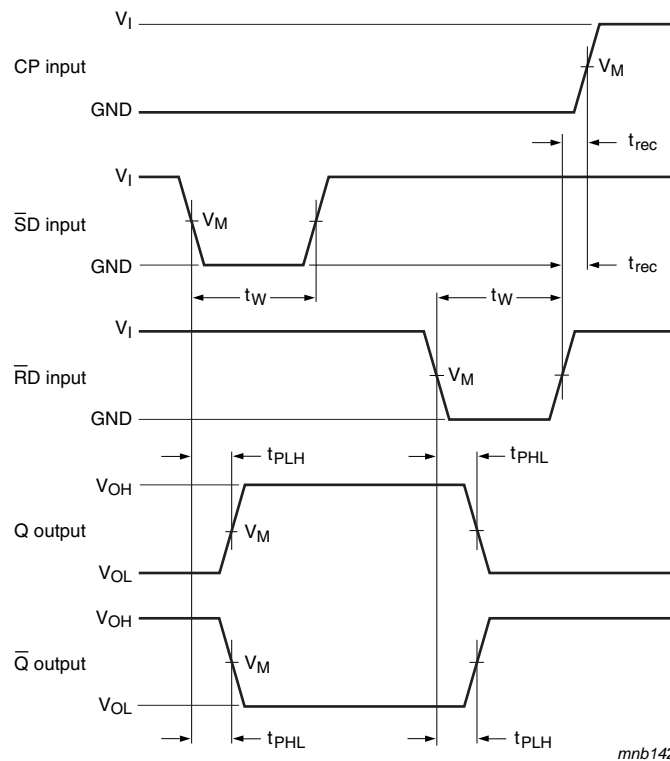 V_I
CP input
V_M
GND
t_rec
V_I
S̅D input
V_M
GND
t_rec
t_W
t_W
V_I
R̅D input
V_M
GND
t_PLH
t_PHL
V_OH
Q output
V_M
V_OL
V_OH
Q̅ output
V_M
V_OL
t_PHL
t_PLH